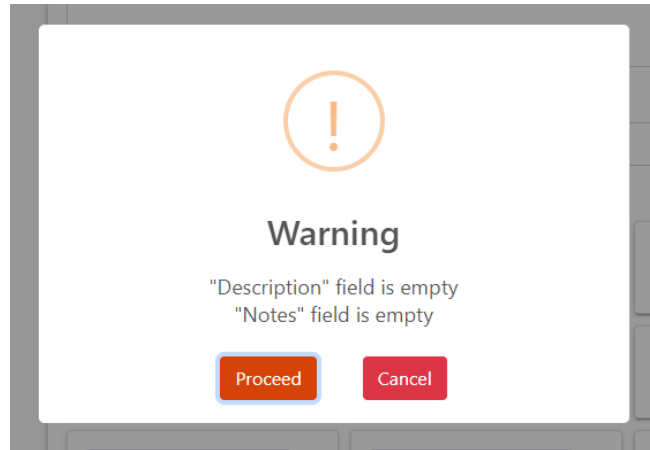 !
Warning
"Description" field is empty
"Notes" field is empty
Proceed
Cancel